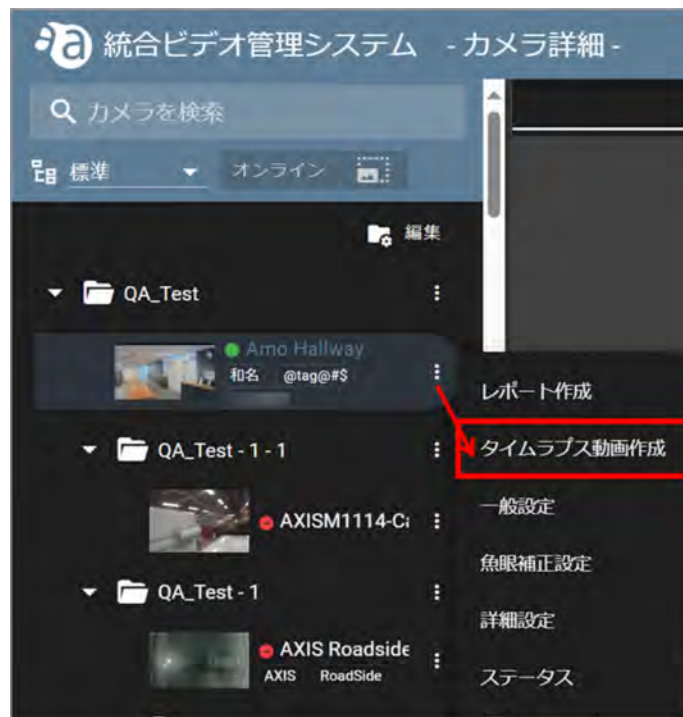 a 統合ビデオ管理システム - カメラ詳細 -
カメラを検索
標準 オンライン
編集
QA_Test
Amo Hallway
和名 @tag@#$
レポート作成
QA_Test - 1 - 1
タイムラプス動画作成
AXISM1114-Ca
一般設定
魚眼補正設定
QA_Test - 1
詳細設定
AXIS Roadside
AXIS RoadSide
ステータス